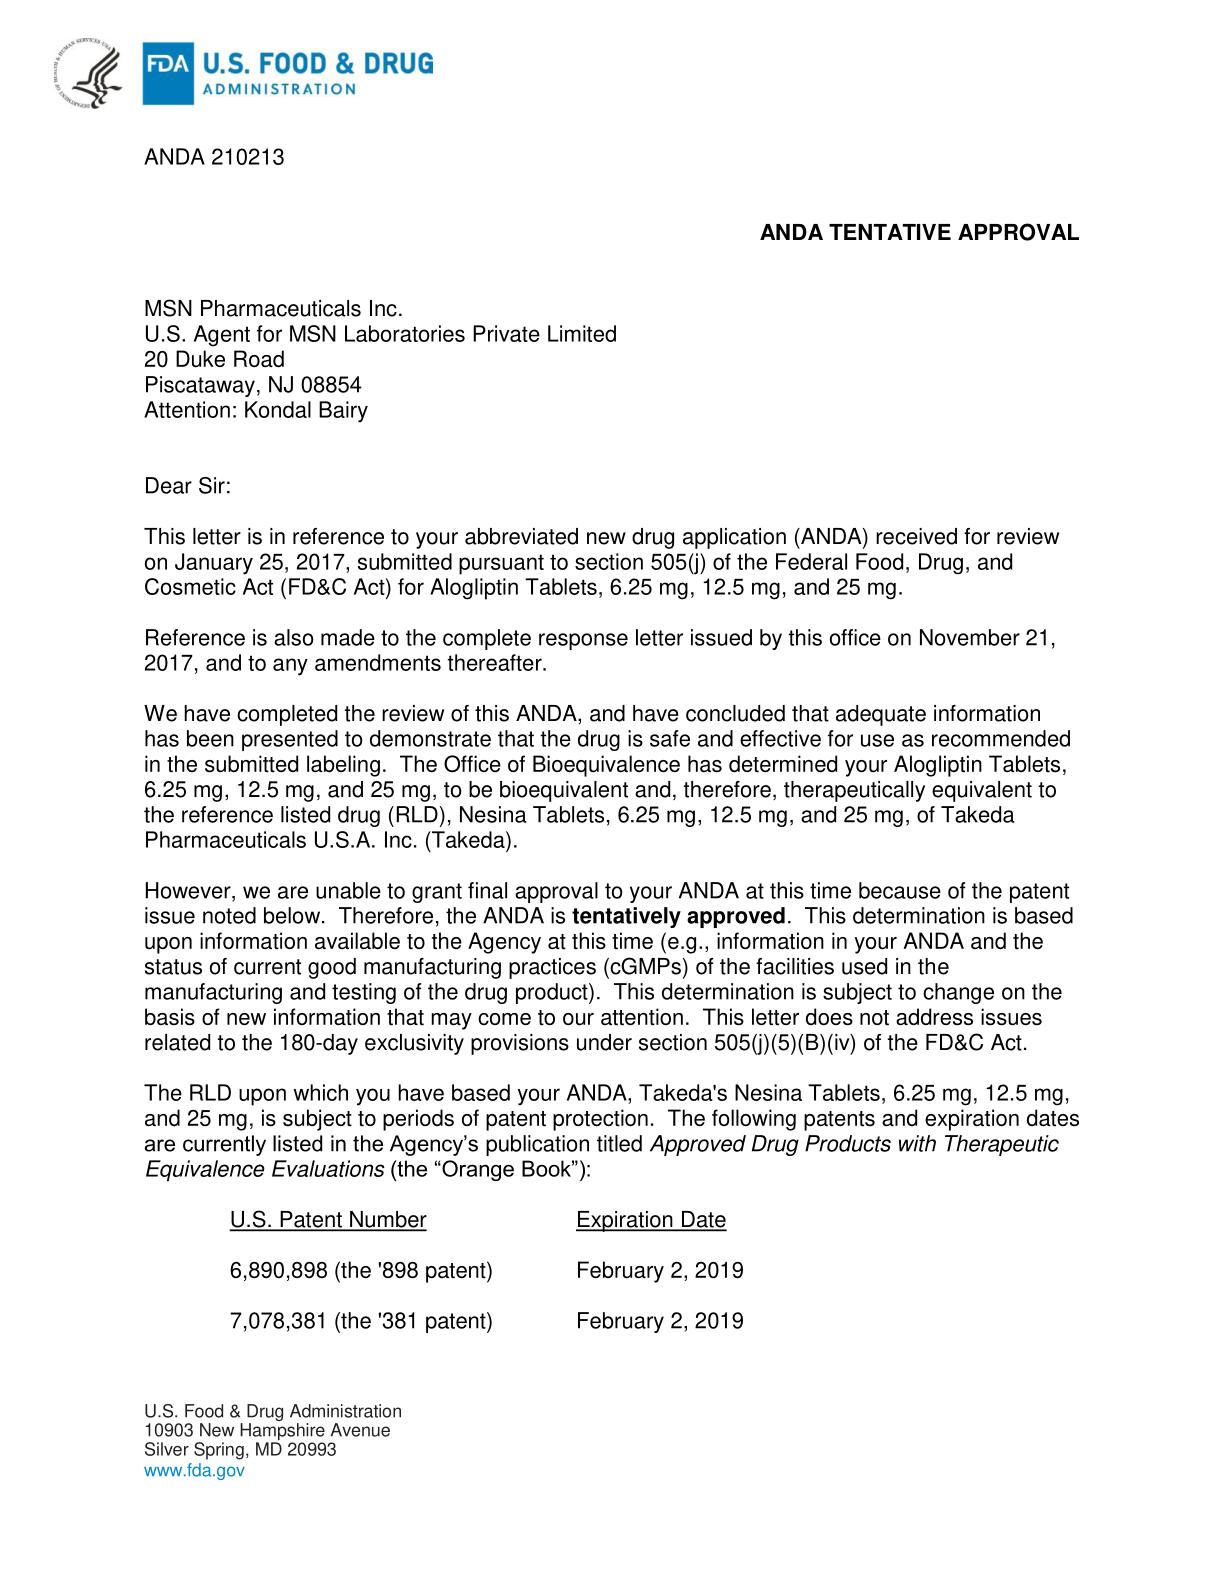 DEPARTMENT OF HEALTH & HUMAN SERVICES USA
FDA
U.S. FOOD & DRUG
ADMINISTRATION
ANDA 210213
ANDA TENTATIVE APPROVAL
MSN Pharmaceuticals Inc.
U.S. Agent for MSN Laboratories Private Limited
20 Duke Road
Piscataway, NJ 08854
Attention: Kondal Bairy
Dear Sir:
This letter is in reference to your abbreviated new drug application (ANDA) received for review
on January 25, 2017, submitted pursuant to section 505(j) of the Federal Food, Drug, and
Cosmetic Act (FD&C Act) for Alogliptin Tablets, 6.25 mg, 12.5 mg, and 25 mg.
Reference is also made to the complete response letter issued by this office on November 21,
2017, and to any amendments thereafter.
We have completed the review of this ANDA, and have concluded that adequate information
has been presented to demonstrate that the drug is safe and effective for use as recommended
in the submitted labeling.  The Office of Bioequivalence has determined your Alogliptin Tablets,
6.25 mg, 12.5 mg, and 25 mg, to be bioequivalent and, therefore, therapeutically equivalent to
the reference listed drug (RLD), Nesina Tablets, 6.25 mg, 12.5 mg, and 25 mg, of Takeda
Pharmaceuticals U.S.A. Inc. (Takeda).
However, we are unable to grant final approval to your ANDA at this time because of the patent
issue noted below.  Therefore, the ANDA is tentatively approved.  This determination is based
upon information available to the Agency at this time (e.g., information in your ANDA and the
status of current good manufacturing practices (cGMPs) of the facilities used in the
manufacturing and testing of the drug product).  This determination is subject to change on the
basis of new information that may come to our attention.  This letter does not address issues
related to the 180-day exclusivity provisions under section 505(j)(5)(B)(iv) of the FD&C Act.
The RLD upon which you have based your ANDA, Takeda's Nesina Tablets, 6.25 mg, 12.5 mg,
and 25 mg, is subject to periods of patent protection.  The following patents and expiration dates
are currently listed in the Agency’s publication titled Approved Drug Products with Therapeutic
Equivalence Evaluations (the “Orange Book”):
U.S. Patent Number	Expiration Date
6,890,898 (the '898 patent)	February 2, 2019
7,078,381 (the '381 patent)	February 2, 2019
U.S. Food & Drug Administration
10903 New Hampshire Avenue
Silver Spring, MD 20993
www.fda.gov